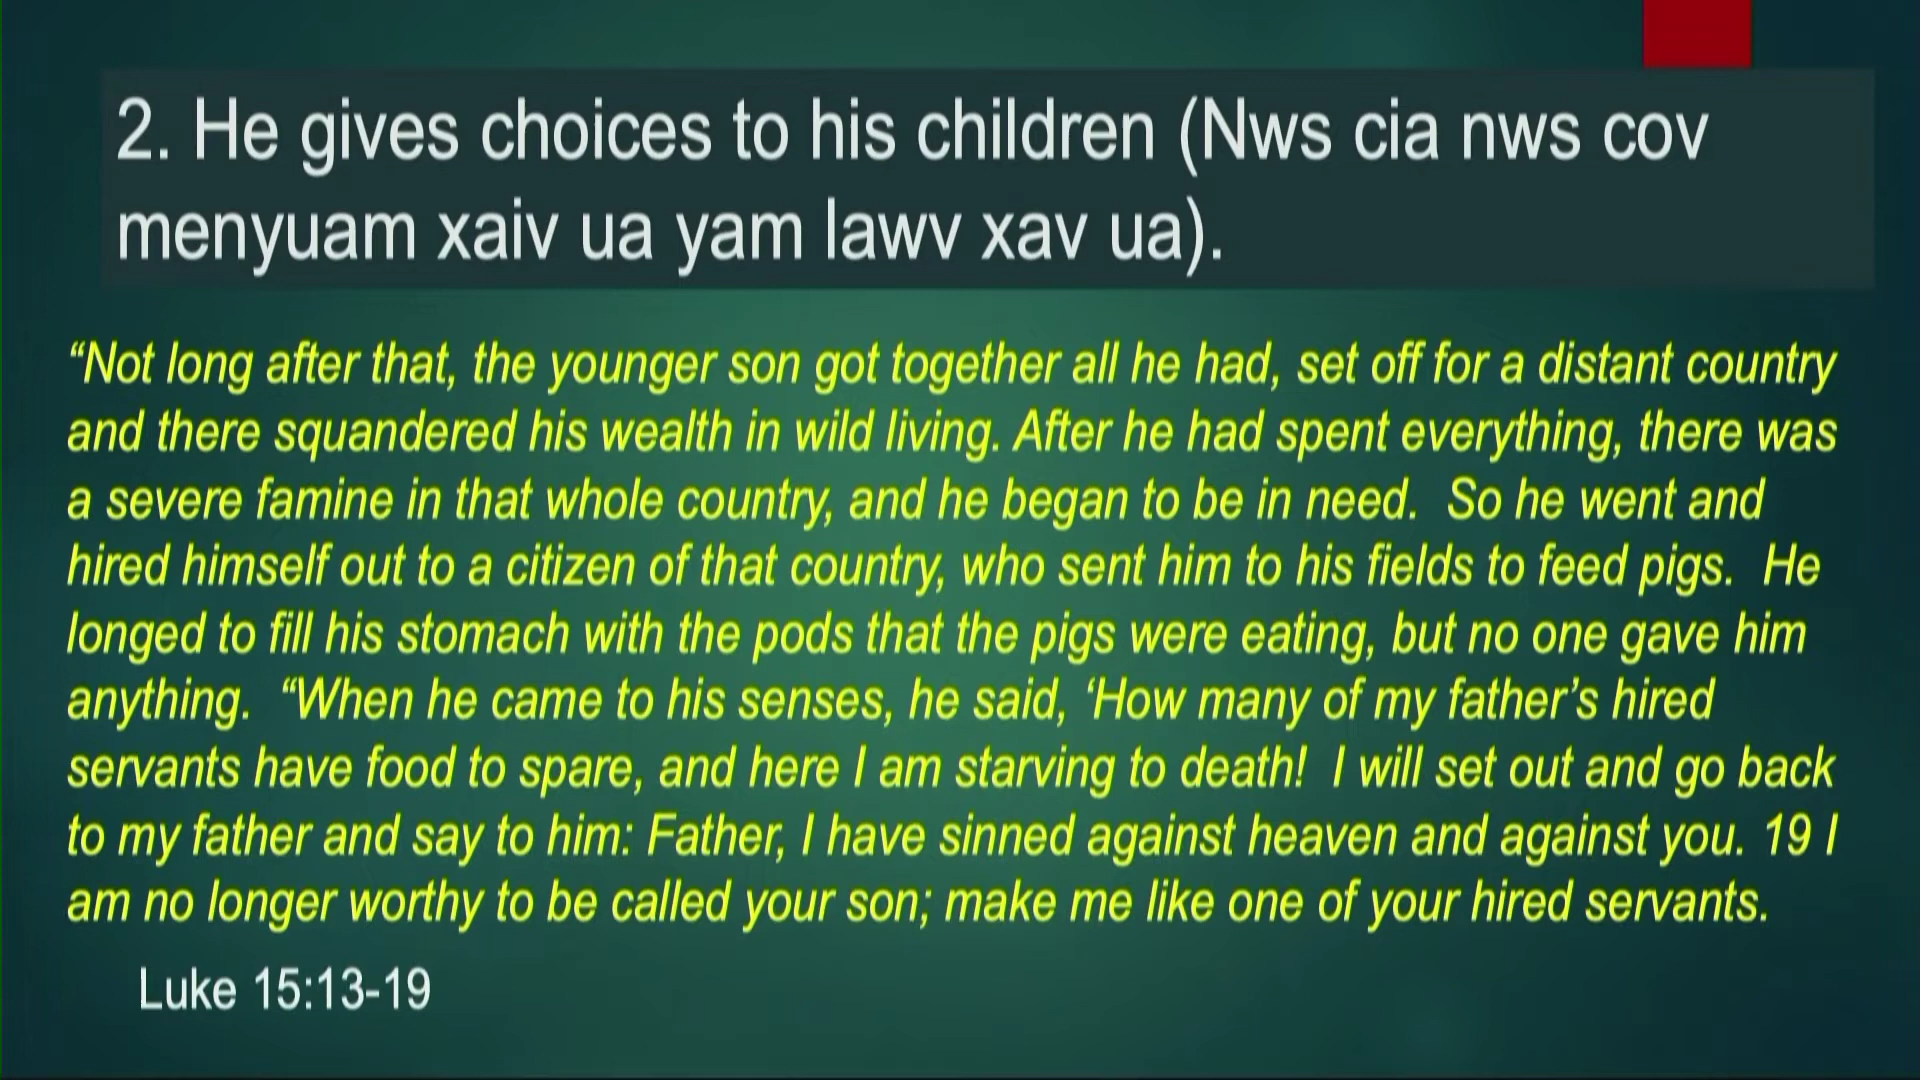 2. He gives choices to his children (Nws cia nws cov
menyuam xaiv ua yam lawv xav ua).
“Not long after that, the younger son got together all he had, set off for a distant country
and there squandered his wealth in wild living. After he had spent everything, there was
a severe famine in that whole country, and he began to be in need.  So he went and
hired himself out to a citizen of that country, who sent him to his fields to feed pigs.  He
longed to fill his stomach with the pods that the pigs were eating, but no one gave him
anything.  “When he came to his senses, he said, ‘How many of my father’s hired
servants have food to spare, and here I am starving to death!  I will set out and go back
to my father and say to him: Father, I have sinned against heaven and against you. 19 I
am no longer worthy to be called your son; make me like one of your hired servants.
Luke 15:13-19